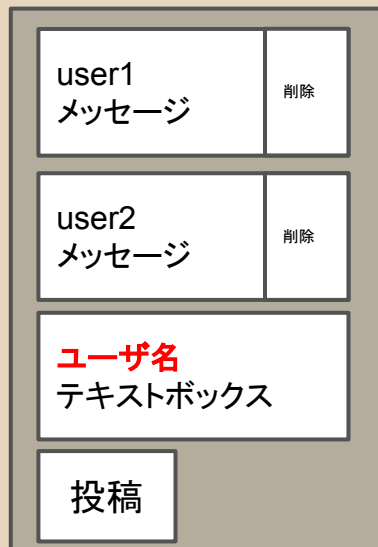 user1
メッセージ
削除
user2
メッセージ
削除
ユーザ名
テキストボックス
投稿